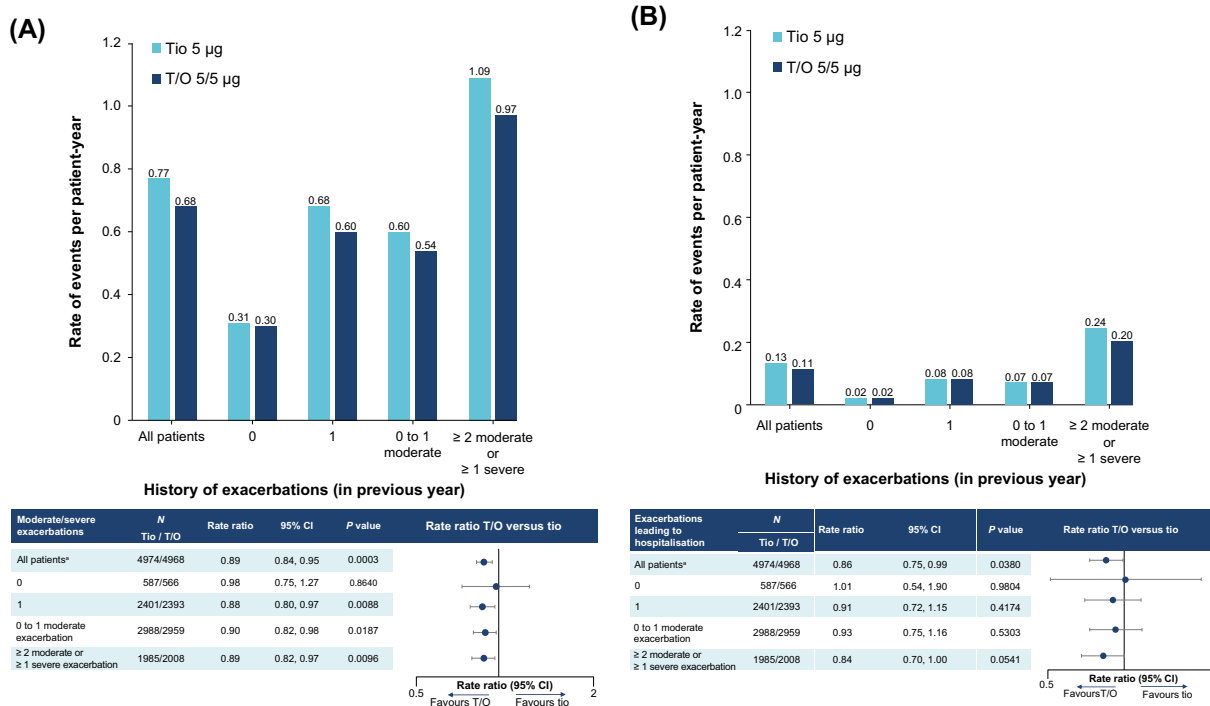 (A)
Tio 5 µg
T/O 5/5 µg
Rate of events per patient-year
1.2
1.0
0.8
0.6
0.4
0.2
0
0.77
0.68
0.31
0.30
0.68
0.60
0.60
0.54
1.09
0.97
All patients
0
1
0 to 1
moderate
≥ 2 moderate
or
≥ 1 severe
History of exacerbations (in previous year)
Moderate/severe
exacerbations
N
Tio / T/O
Rate ratio
95% CI
P value
Rate ratio T/O versus tio
All patientsᵃ 4974/4968 0.89 0.84, 0.95 0.0003
0 587/566 0.98 0.75, 1.27 0.8640
1 2401/2393 0.88 0.80, 0.97 0.0088
0 to 1 moderate
exacerbation
2988/2959 0.90 0.82, 0.98 0.0187
≥ 2 moderate or
≥ 1 severe exacerbation
1985/2008 0.89 0.82, 0.97 0.0096
0.5
Rate ratio (95% CI)
2
Favours T/O
Favours tio
(B)
Tio 5 µg
T/O 5/5 µg
Rate of events per patient-year
1.2
1.0
0.8
0.6
0.4
0.2
0
0.13
0.11
0.02
0.02
0.08
0.08
0.07
0.07
0.24
0.20
All patients
0
1
0 to 1
moderate
≥ 2 moderate
or
≥ 1 severe
History of exacerbations (in previous year)
Exacerbations
leading to
hospitalisation
N
Tio / T/O
Rate ratio
95% CI
P value
Rate ratio T/O versus tio
All patientsᵃ 4974/4968 0.86 0.75, 0.99 0.0380
0 587/566 1.01 0.54, 1.90 0.9804
1 2401/2393 0.91 0.72, 1.15 0.4174
0 to 1 moderate
exacerbation
2988/2959 0.93 0.75, 1.16 0.5303
≥ 2 moderate or
≥ 1 severe exacerbation
1985/2008 0.84 0.70, 1.00 0.0541
0.5
Rate ratio (95% CI)
FavoursT/O
Favours tio